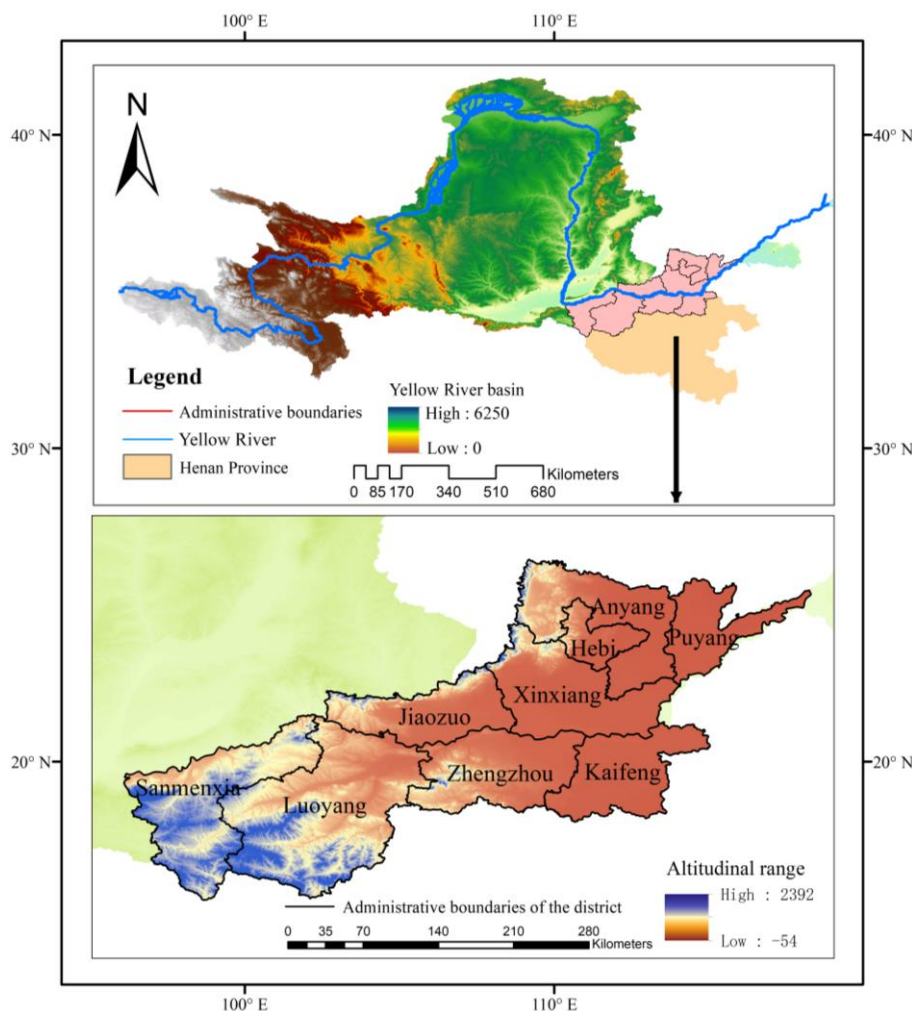 100° E 110° E
N
40° N 40° N
Legend
Administrative boundaries
Yellow River
Henan Province
Yellow River basin
High : 6250
Low : 0
Kilometers
0 85 170 340 510 680
30° N 30° N
Anyang
Puyang
Hebi
Xinxiang
Jiaozuo
20° N 20° N
Zhengzhou Kaifeng
Sanmenxia
Luoyang
Altitudinal range
High : 2392
Low : -54
Administrative boundaries of the district
0 35 70 140 210 280
Kilometers
100° E 110° E